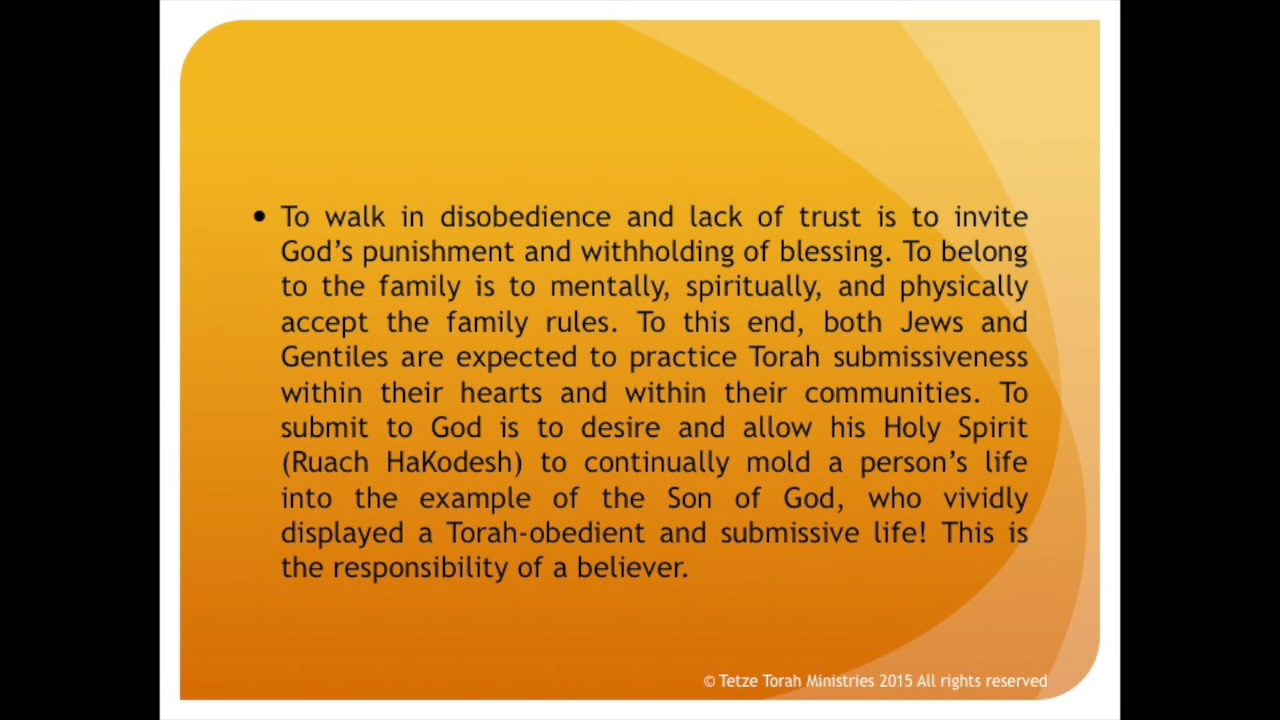 • To walk in disobedience and lack of trust is to invite
God’s punishment and withholding of blessing. To belong
to the family is to mentally, spiritually, and physically
accept the family rules. To this end, both Jews and
Gentiles are expected to practice Torah submissiveness
within their hearts and within their communities. To
submit to God is to desire and allow his Holy Spirit
(Ruach HaKodesh) to continually mold a person’s life
into the example of the Son of God, who vividly
displayed a Torah-obedient and submissive life! This is
the responsibility of a believer.
© Tetze Torah Ministries 2015 All rights reserved